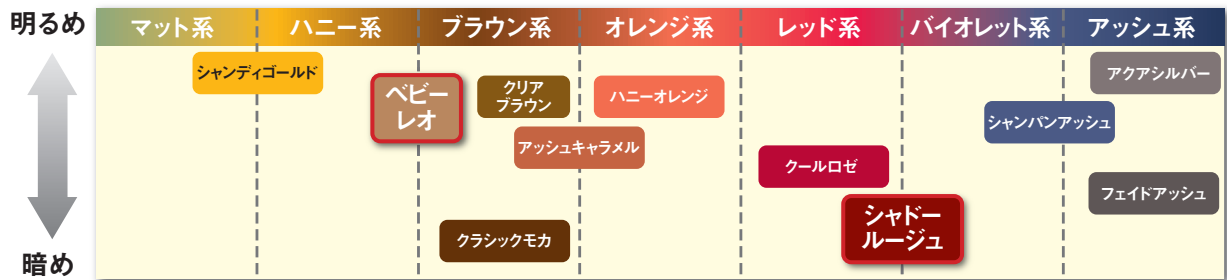 明るめ
マット系
ハニー系
ブラウン系
オレンジ系
レッド系
バイオレット系
アッシュ系
シャンディゴールド
ベビー
レオ
クリア
ブラウン
ハニーオレンジ
アクアシルバー
シャンパンアッシュ
アッシュキャラメル
クールロゼ
フェイドアッシュ
シャドー
ルージュ
クラシックモカ
暗め